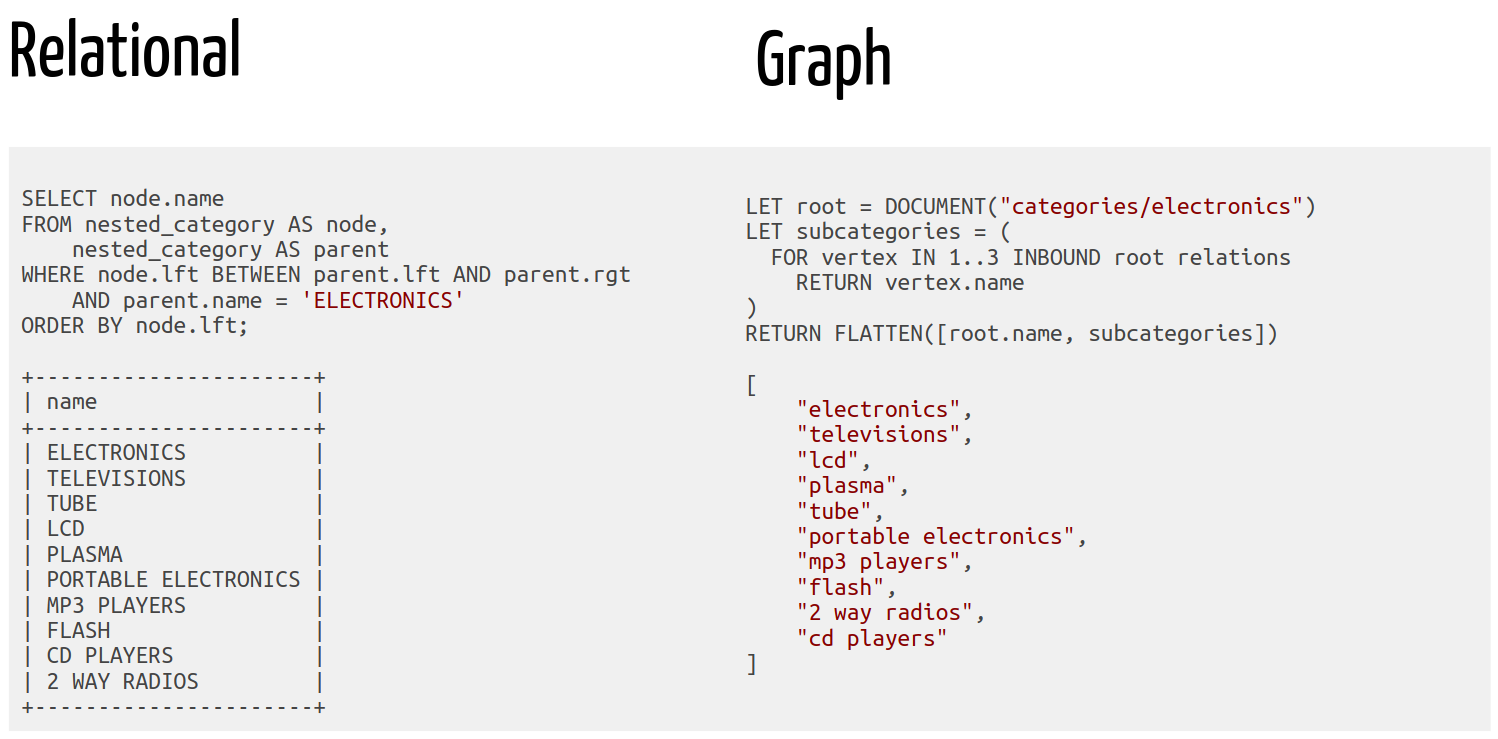 Relational
SELECT node.name
FROM nested_category AS node,
    nested_category AS parent
WHERE node.lft BETWEEN parent.lft AND parent.rgt
    AND parent.name = 'ELECTRONICS'
ORDER BY node.lft;
+----------------------+
| name                 |
+----------------------+
| ELECTRONICS          |
| TELEVISIONS          |
| TUBE                 |
| LCD                  |
| PLASMA               |
| PORTABLE ELECTRONICS |
| MP3 PLAYERS          |
| FLASH                |
| CD PLAYERS           |
| 2 WAY RADIOS         |
+----------------------+
Graph
LET root = DOCUMENT("categories/electronics")
LET subcategories = (
  FOR vertex IN 1..3 INBOUND root relations
    RETURN vertex.name
)
RETURN FLATTEN([root.name, subcategories])
[
    "electronics",
    "televisions",
    "lcd",
    "plasma",
    "tube",
    "portable electronics",
    "mp3 players",
    "flash",
    "2 way radios",
    "cd players"
]